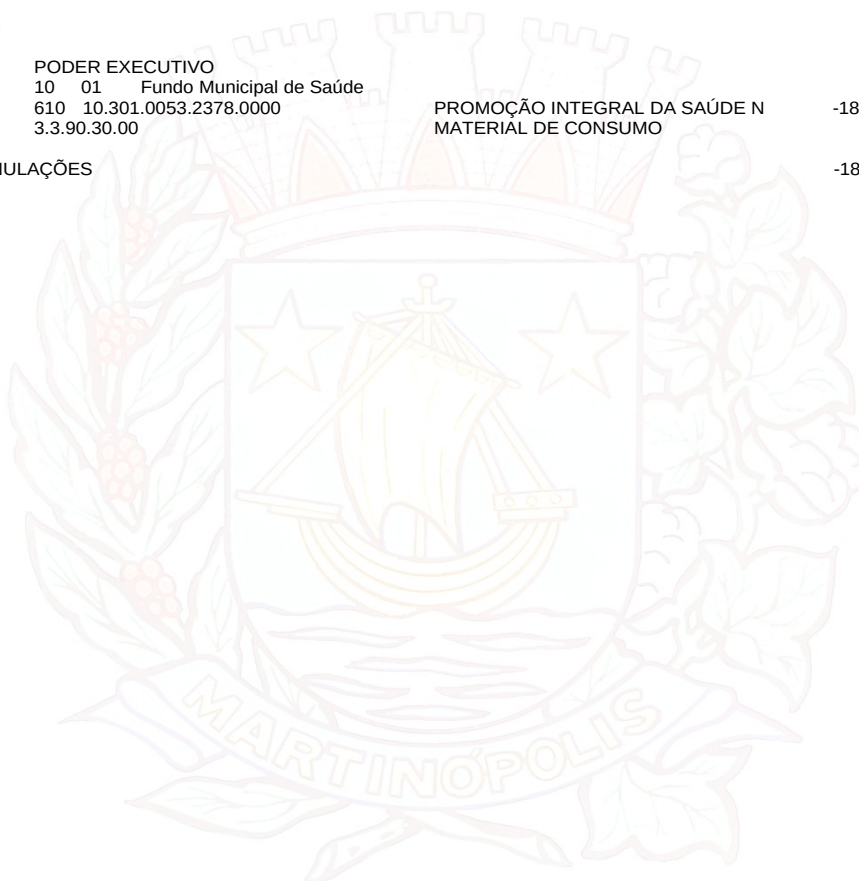 PODER EXECUTIVO
10 01 Fundo Municipal de Saúde
610 10.301.0053.2378.0000 PROMOÇÃO INTEGRAL DA SAÚDE N -18
3.3.90.30.00 MATERIAL DE CONSUMO
ULAÇÕES -18
MARTINÓPOLIS